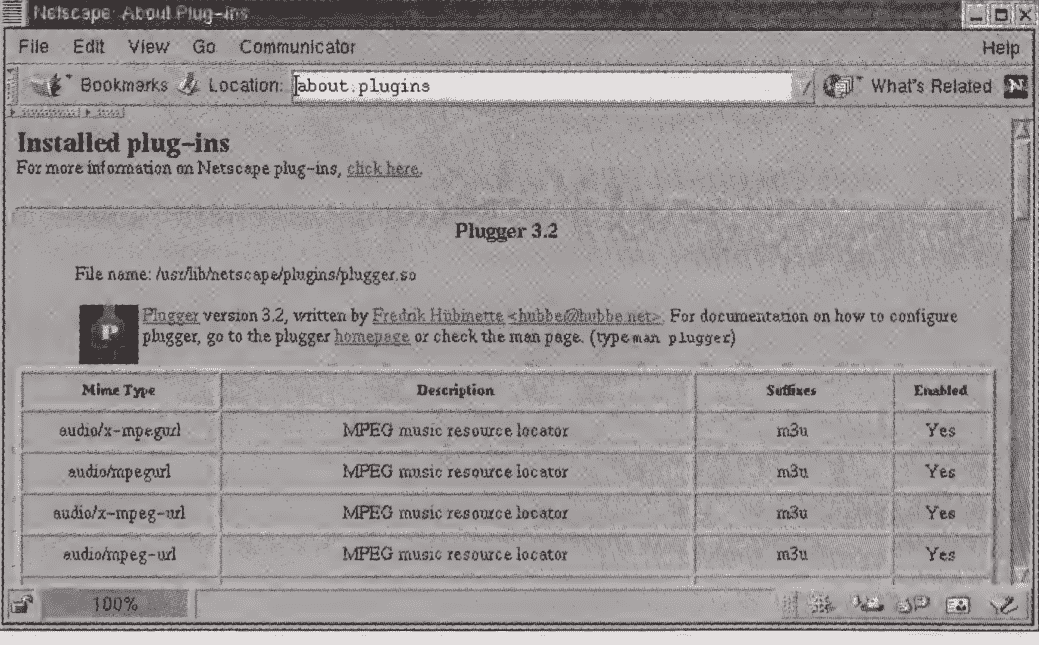 Netscape: About Plug-ins
File Edit View Go Communicator Help
Bookmarks Location: about:plugins What's Related N
Installed plug-ins
For more information on Netscape plug-ins, click here.
Plugger 3.2
File name: /usr/lib/netscape/plugins/plugger.so
P
Plugger version 3.2, written by Fredrik Hübinette <hubbe@hubbe.net>. For documentation on how to configure
plugger, go to the plugger homepage or check the man page. (type man plugger)
Mime Type Description Suffixes Enabled
audio/x-mpegurl MPEG music resource locator m3u Yes
audio/mpegurl MPEG music resource locator m3u Yes
audio/x-mpeg-url MPEG music resource locator m3u Yes
audio/mpeg-url MPEG music resource locator m3u Yes
100%